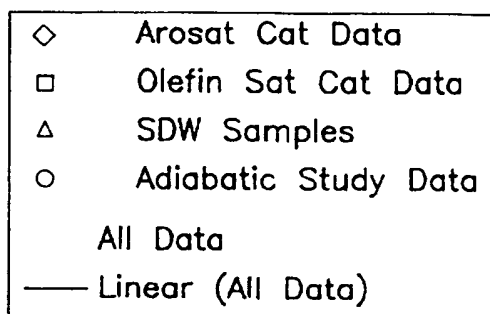 Arosat Cat Data
Olefin Sat Cat Data
SDW Samples
Adiabatic Study Data
All Data
Linear (All Data)